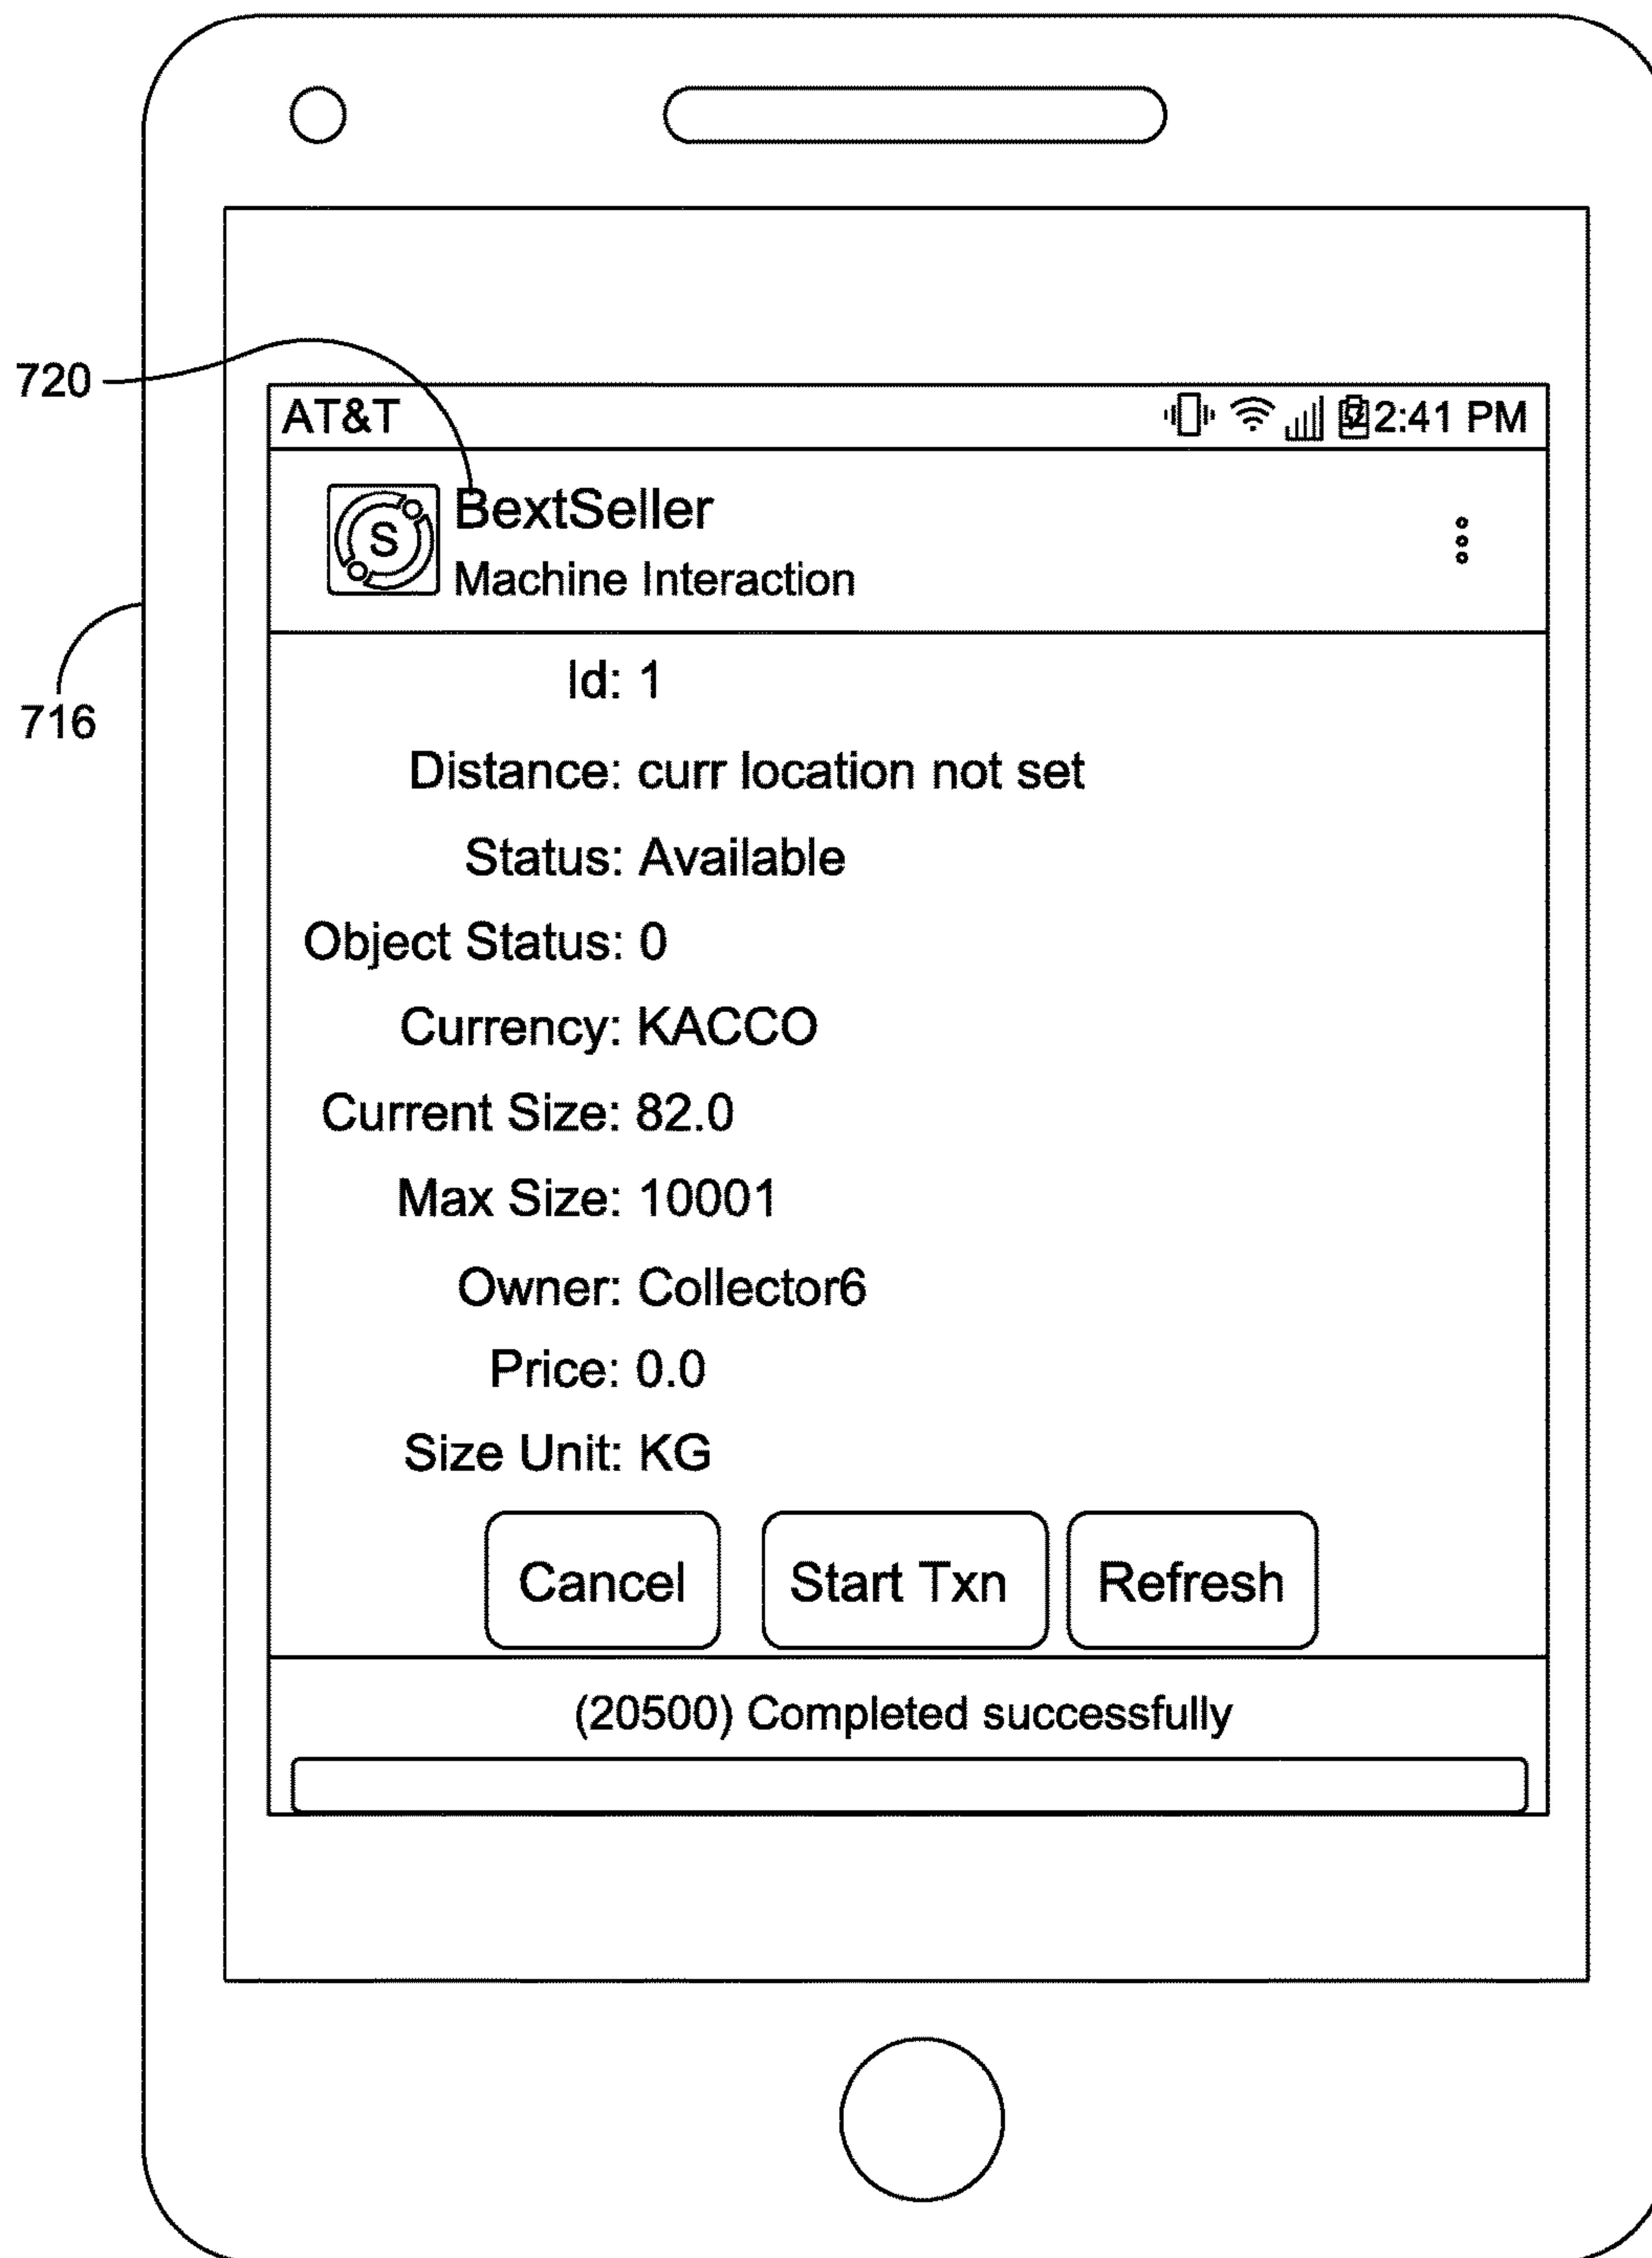 720
AT&T 2:41 PM
S
BextSeller
Machine Interaction
716
Id: 1
Distance: curr location not set
Status: Available
Object Status: 0
Currency: KACCO
Current Size: 82.0
Max Size: 10001
Owner: Collector6
Price: 0.0
Size Unit: KG
Cancel Start Txn Refresh
(20500) Completed successfully